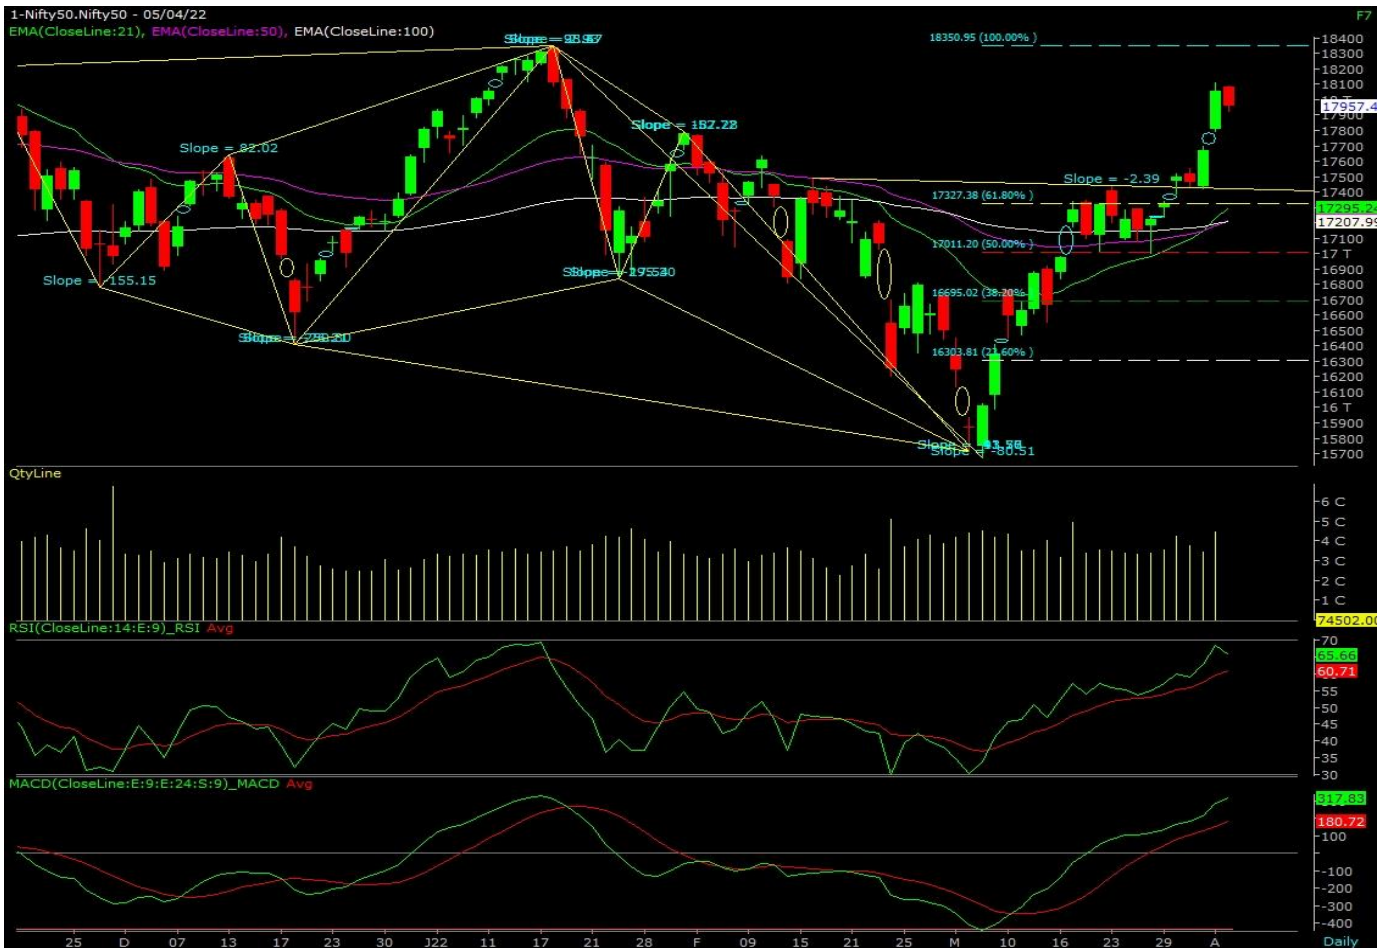 1-Nifty50.Nifty50 - 05/04/22
F7
EMA(CloseLine:21), EMA(CloseLine:50), EMA(CloseLine:100)
18350.95 (100.00% )
18400
18300
18200
18100
17957.4
17900
17800
17700
17600
17500
17400
17295.24
17207.99
17100
17 T
16900
16800
16700
16600
16500
16400
16300
16200
16100
16 T
15900
15800
15700
Slope = 82.02
Slope = -2.39
17327.38 (61.80% )
17011.20 (50.00% )
Slope = -155.15
16695.02 (38.20%
16303.81 (23.60% )
Slope = -80.51
QtyLine
6 C
5 C
4 C
3 C
2 C
1 C
74502.00
RSI(CloseLine:14:E:9)_RSI Avg
70
65.66
60.71
55
50
45
40
35
30
MACD(CloseLine:E:9:E:24:S:9)_MACD Avg
317.83
180.72
100
-100
-200
-300
-400
25 D 07 13 17 23 30 J22 11 17 21 28 F 09 15 21 25 M 10 16 23 29 A Daily